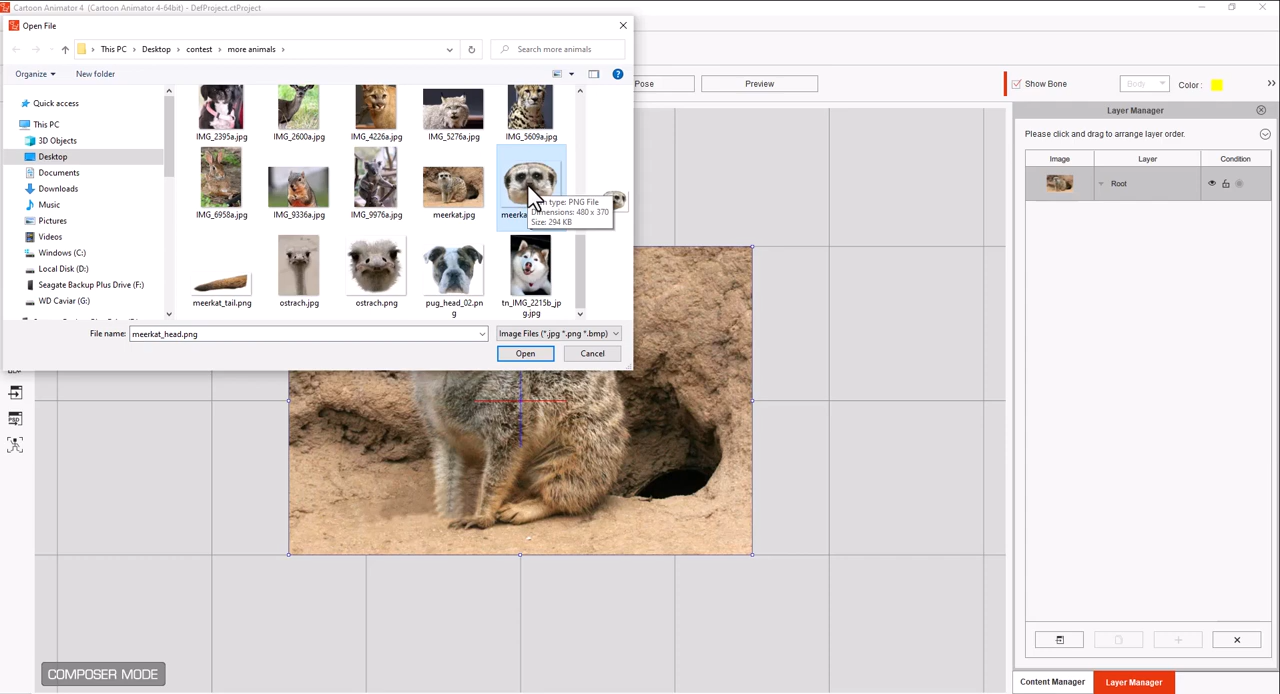 Cartoon Animator 4 (Cartoon Animator 4-64bit) - DefProject.ctProject
Open File
This PC > Desktop > contest > more animals >
Search more animals
Organize
New folder
Pose
Preview
Show Bone
Body
Color :
Layer Manager
Please click and drag to arrange layer order.
Image
Layer
Condition
Root
Quick access
This PC
3D Objects
Desktop
Documents
Downloads
Music
Pictures
Videos
Windows (C:)
Local Disk (D:)
Seagate Backup Plus Drive (F:)
WD Caviar (G:)
IMG_2395a.jpg
IMG_2600a.jpg
IMG_4226a.jpg
IMG_5276a.jpg
IMG_5609a.jpg
IMG_6958a.jpg
IMG_9336a.jpg
IMG_9976a.jpg
meerkat.jpg
meerka
type: PNG File
Dimensions: 480 x 370
Size: 294 KB
meerkat_tail.png
ostrach.jpg
ostrach.png
pug_head_02.pn
g
tn_IMG_2215b_jp
g.jpg
File name:
meerkat_head.png
Image Files (*.jpg *.png *.bmp)
Open
Cancel
PSD
COMPOSER MODE
Content Manager
Layer Manager